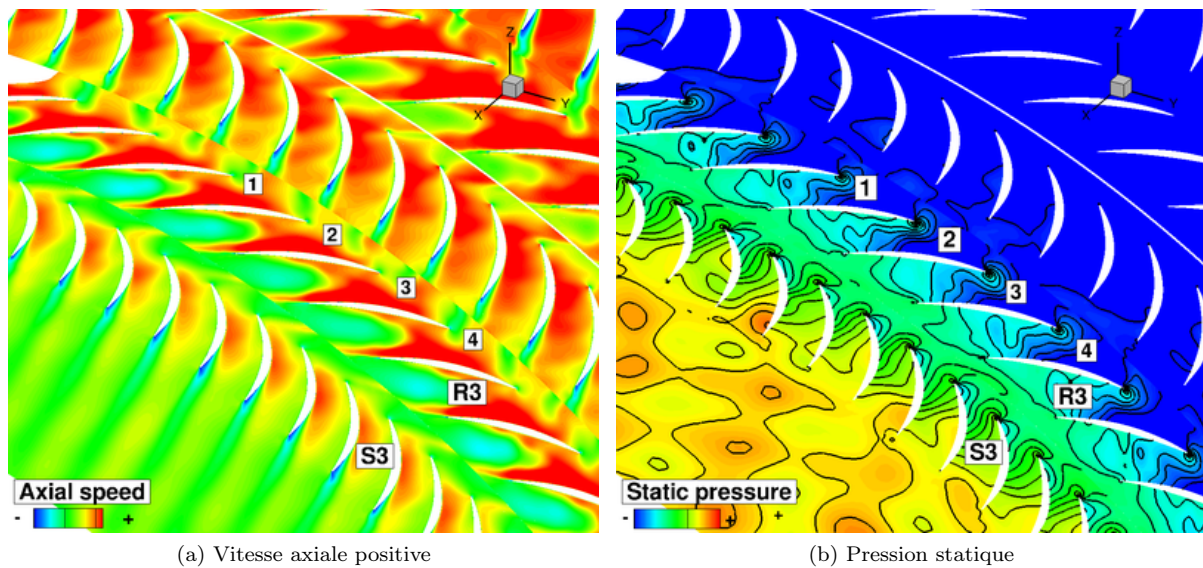 Z
Y
X
1
2
3
4
R3
S3
Axial speed
- +
(a) Vitesse axiale positive
Z
Y
X
1
2
3
4
R3
S3
Static pressure
- + +
(b) Pression statique